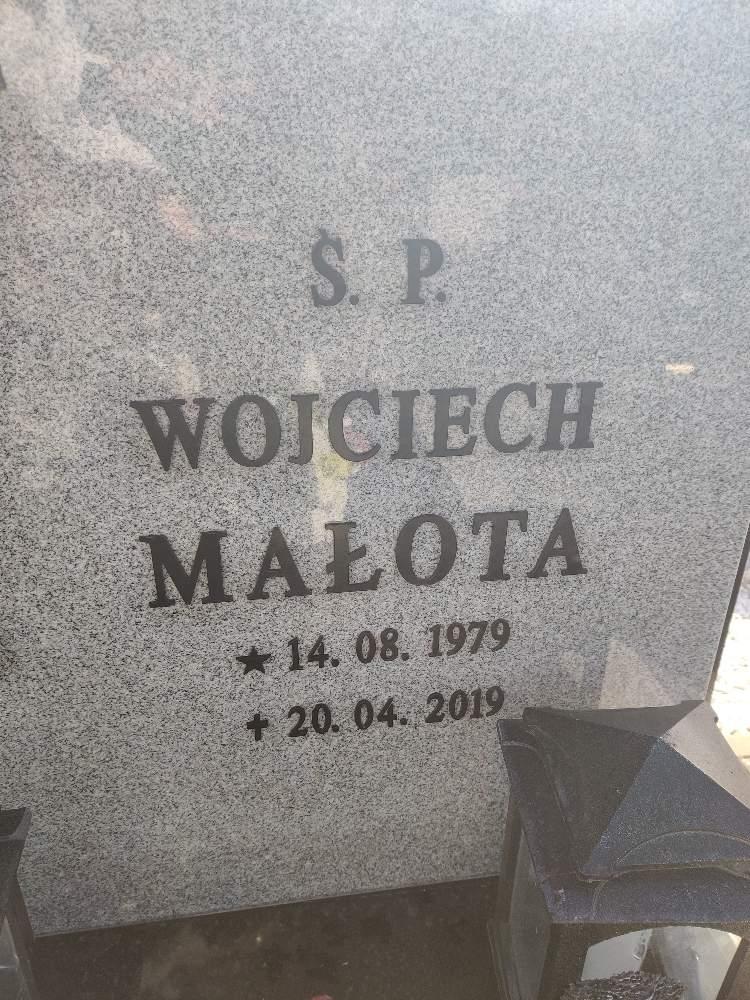 Ś. P.
WOJCIECH
MAŁOTA
★ 14. 08. 1979
✝ 20. 04. 2019